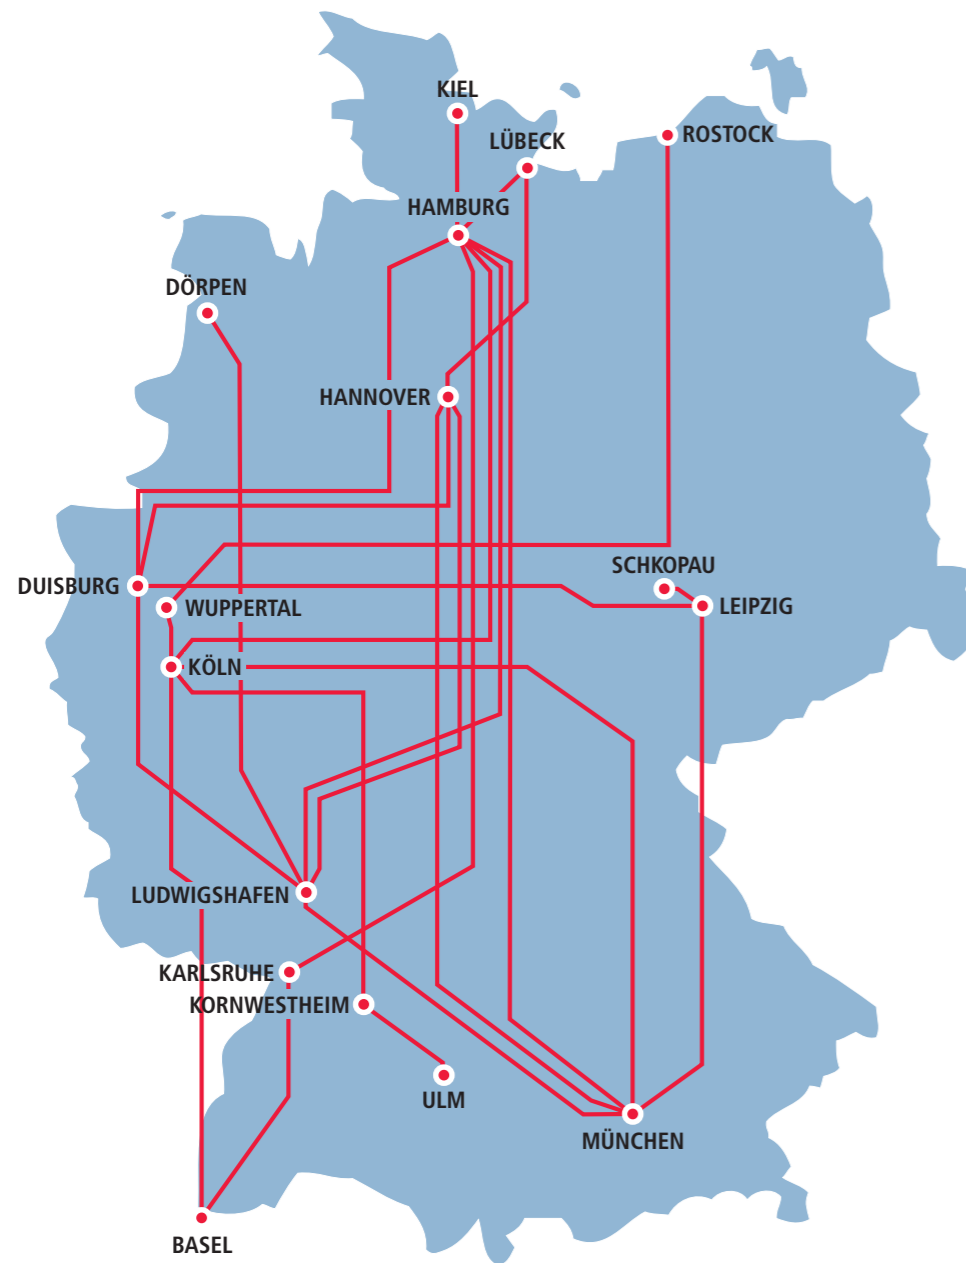 KIEL
ROSTOCK
LÜBECK
HAMBURG
DÖRPEN
HANNOVER
SCHKOPAU
DUISBURG
WUPPERTAL
LEIPZIG
KÖLN
LUDWIGSHAFEN
KARLSRUHE
KORNWESTHEIM
ULM
MÜNCHEN
BASEL